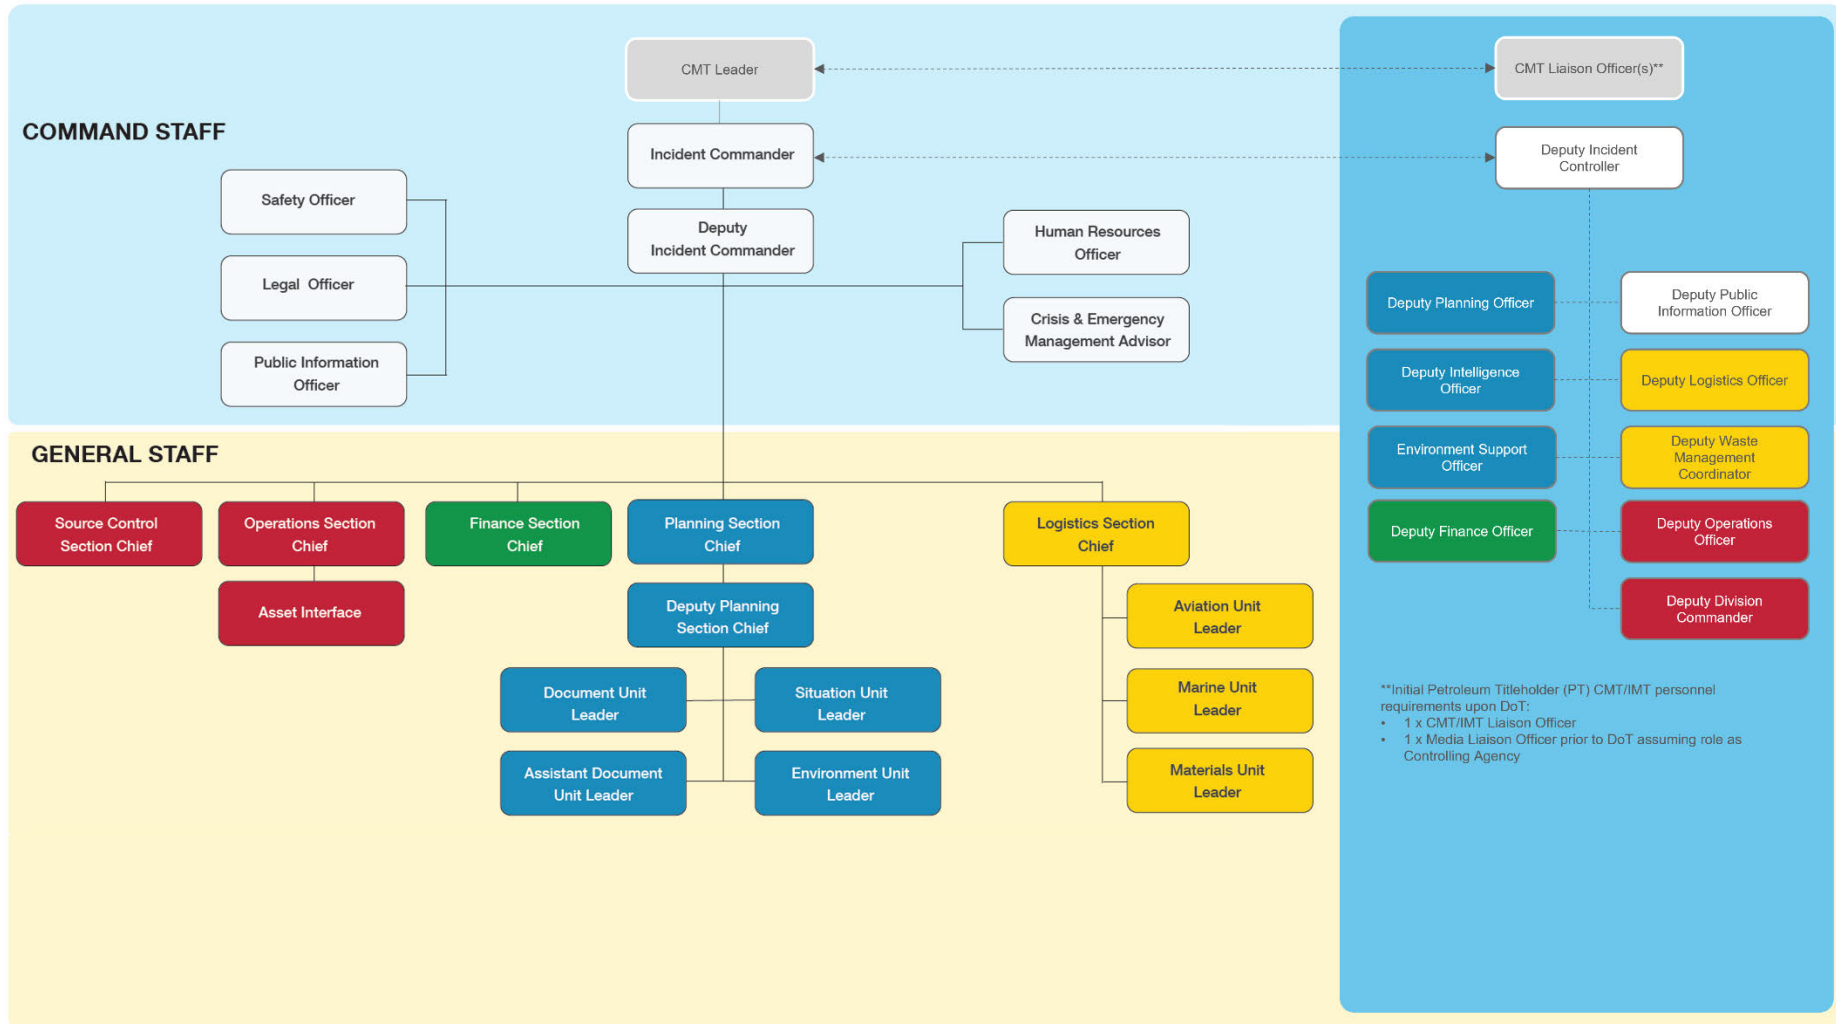 CMT Leader
CMT Liaison Officer(s)**
COMMAND STAFF
Incident Commander
Deputy Incident
Controller
Safety Officer
Deputy
Incident Commander
Human Resources
Officer
Legal Officer
Crisis & Emergency
Management Advisor
Public Information
Officer
Deputy Planning Officer
Deputy Public
Information Officer
Deputy Intelligence
Officer
Deputy Logistics Officer
Environment Support
Officer
Deputy Waste
Management
Coordinator
Deputy Finance Officer
Deputy Operations
Officer
Deputy Division
Commander
GENERAL STAFF
Source Control
Section Chief
Operations Section
Chief
Finance Section
Chief
Planning Section
Chief
Logistics Section
Chief
Asset Interface
Deputy Planning
Section Chief
Aviation Unit
Leader
Document Unit
Leader
Situation Unit
Leader
Marine Unit
Leader
Assistant Document
Unit Leader
Environment Unit
Leader
Materials Unit
Leader
**Initial Petroleum Titleholder (PT) CMT/IMT personnel
requirements upon DoT:
• 1 x CMT/IMT Liaison Officer
• 1 x Media Liaison Officer prior to DoT assuming role as
Controlling Agency